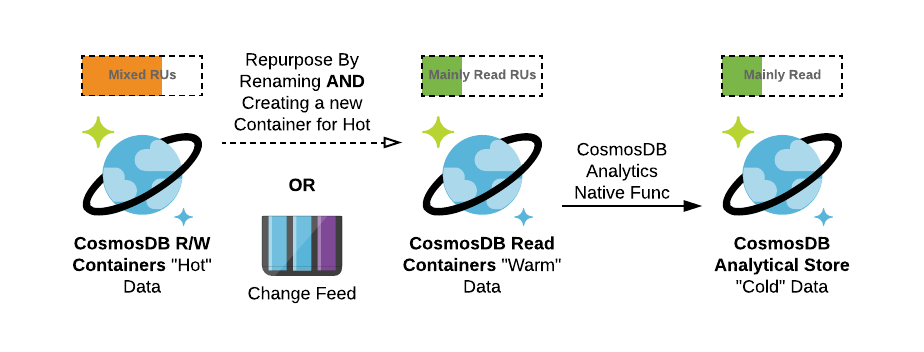 Mixed RUs
Repurpose By
Renaming AND
Creating a new
Container for Hot
Mainly Read RUs
Mainly Read
OR
CosmosDB
Analytics
Native Func
CosmosDB R/W
Containers "Hot"
Data
Change Feed
CosmosDB Read
Containers "Warm"
Data
CosmosDB
Analytical Store
"Cold" Data